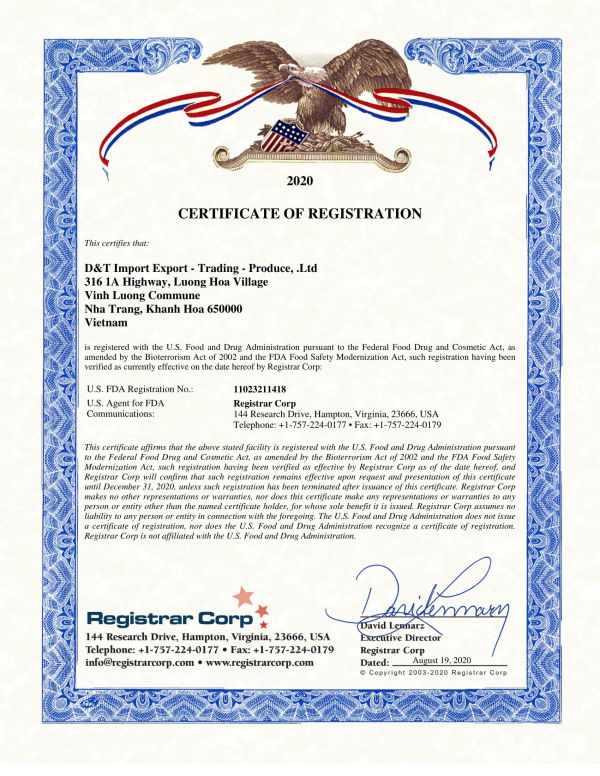 2020
CERTIFICATE OF REGISTRATION
This certifies that:
D&T Import Export - Trading - Produce, .Ltd
316 1A Highway, Luong Hoa Village
Vinh Luong Commune
Nha Trang, Khanh Hoa 650000
Vietnam
is registered with the U.S. Food and Drug Administration pursuant to the Federal Food Drug and Cosmetic Act, as
amended by the Bioterrorism Act of 2002 and the FDA Food Safety Modernization Act, such registration having been
verified as currently effective on the date hereof by Registrar Corp:
U.S. FDA Registration No.: 11023211418
U.S. Agent for FDA Registrar Corp
Communications: 144 Research Drive, Hampton, Virginia, 23666, USA
Telephone: +1-757-224-0177 • Fax: +1-757-224-0179
This certificate affirms that the above stated facility is registered with the U.S. Food and Drug Administration pursuant
to the Federal Food Drug and Cosmetic Act, as amended by the Bioterrorism Act of 2002 and the FDA Food Safety
Modernization Act, such registration having been verified as effective by Registrar Corp as of the date hereof, and
Registrar Corp will confirm that such registration remains effective upon request and presentation of this certificate
until December 31, 2020, unless such registration has been terminated after issuance of this certificate. Registrar Corp
makes no other representations or warranties, nor does this certificate make any representations or warranties to any
person or entity other than the named certificate holder, for whose sole benefit it is issued. Registrar Corp assumes no
liability to any person or entity in connection with the foregoing. The U.S. Food and Drug Administration does not issue
a certificate of registration, nor does the U.S. Food and Drug Administration recognize a certificate of registration.
Registrar Corp is not affiliated with the U.S. Food and Drug Administration.
Registrar Corp
144 Research Drive, Hampton, Virginia, 23666, USA
Telephone: +1-757-224-0177 • Fax: +1-757-224-0179
info@registrarcorp.com • www.registrarcorp.com
David Lennarz
David Lennarz
Executive Director
Registrar Corp
Dated: August 19, 2020
© Copyright 2003-2020 Registrar Corp